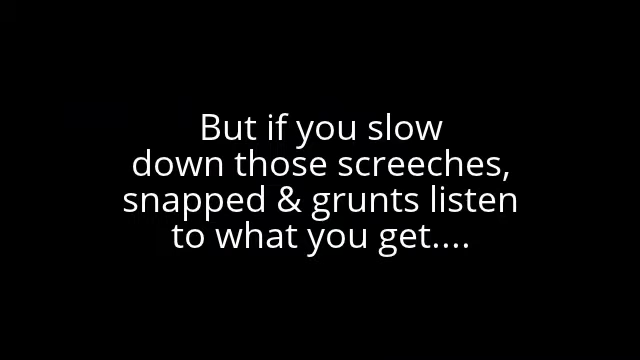 But if you slow
down those screeches,
snapped & grunts listen
to what you get....